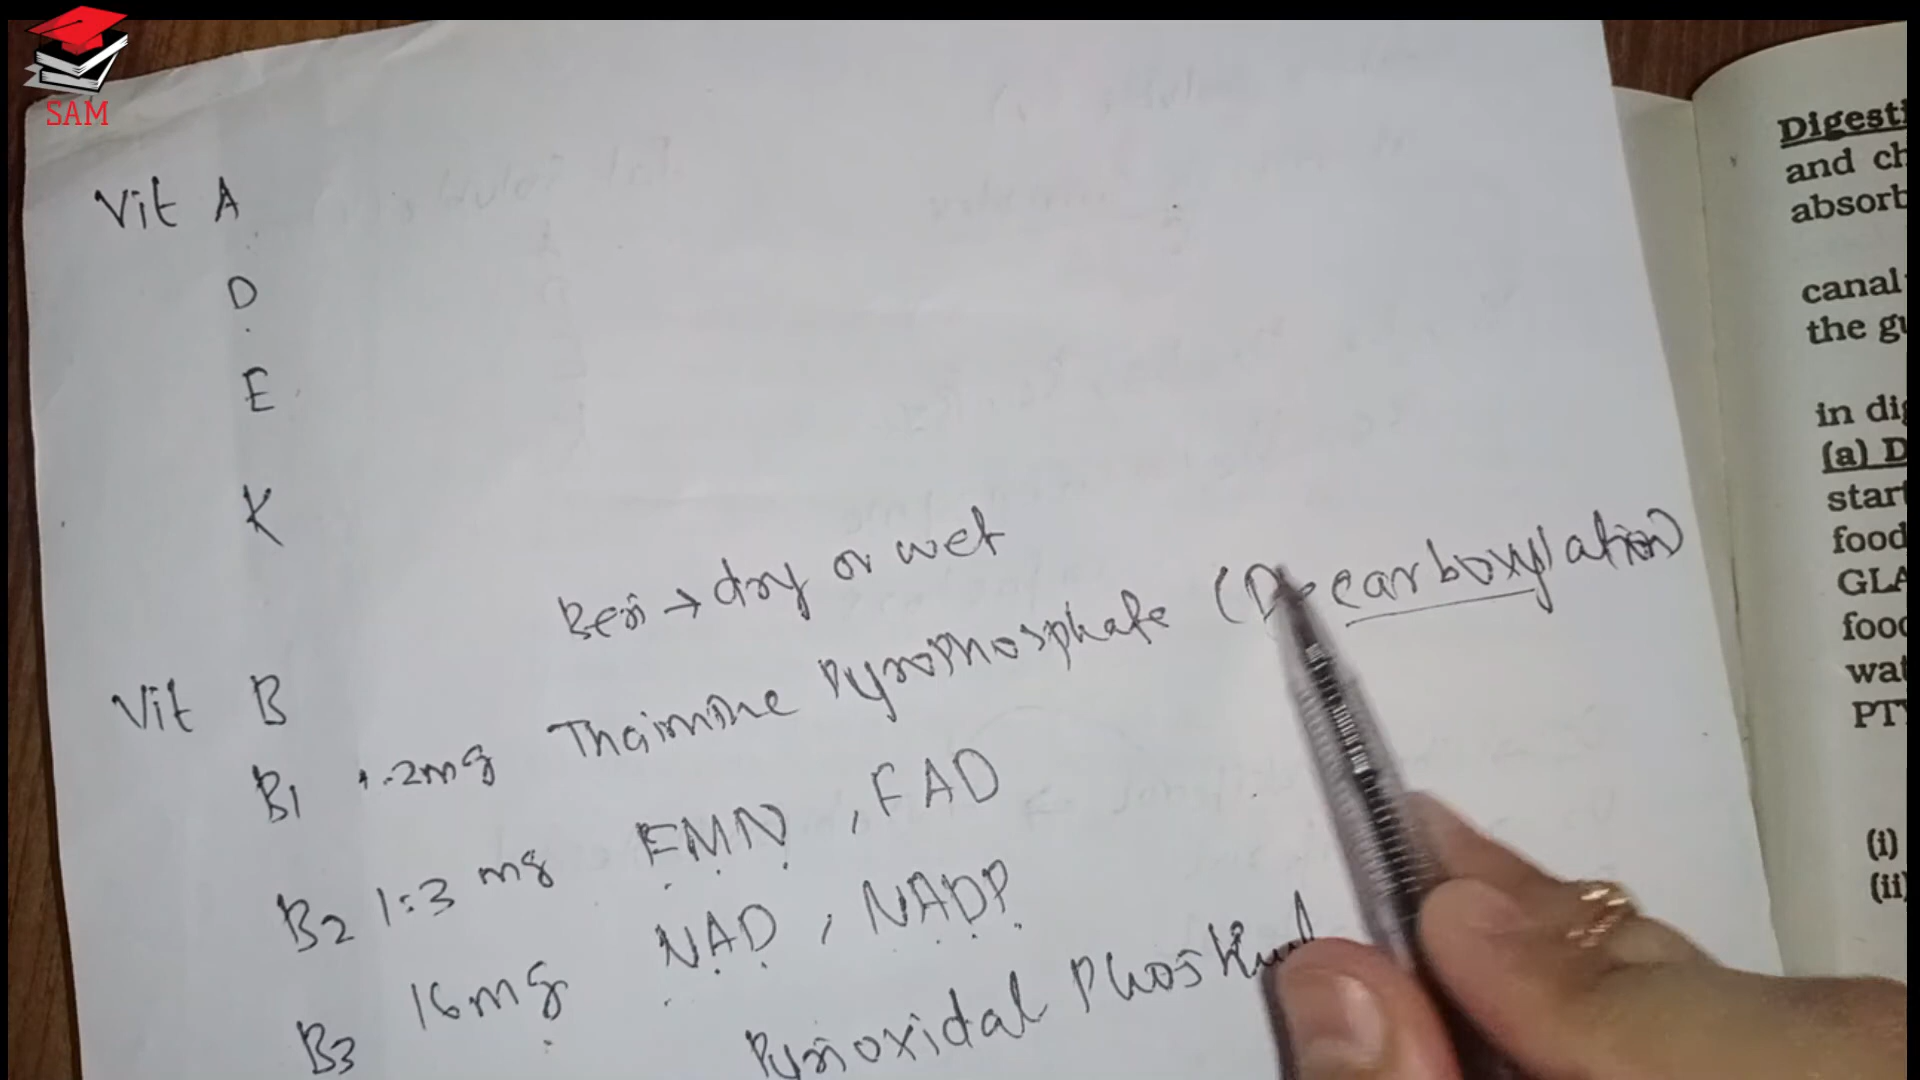 SAM
Vit A
D
E
K
Beri → dry or wet
Vit B
B1 1.2mg Thaimine Pyrophosphate (Decarboxylation)
B2 1.3 mg FMN, FAD
B3 16mg NAD, NADP
Pyrioxidal
Digesti
and ch
absorb
canal
the gu
in dig
(a) D
start
food
GLA
food
wat
PTY
(i)
(ii)